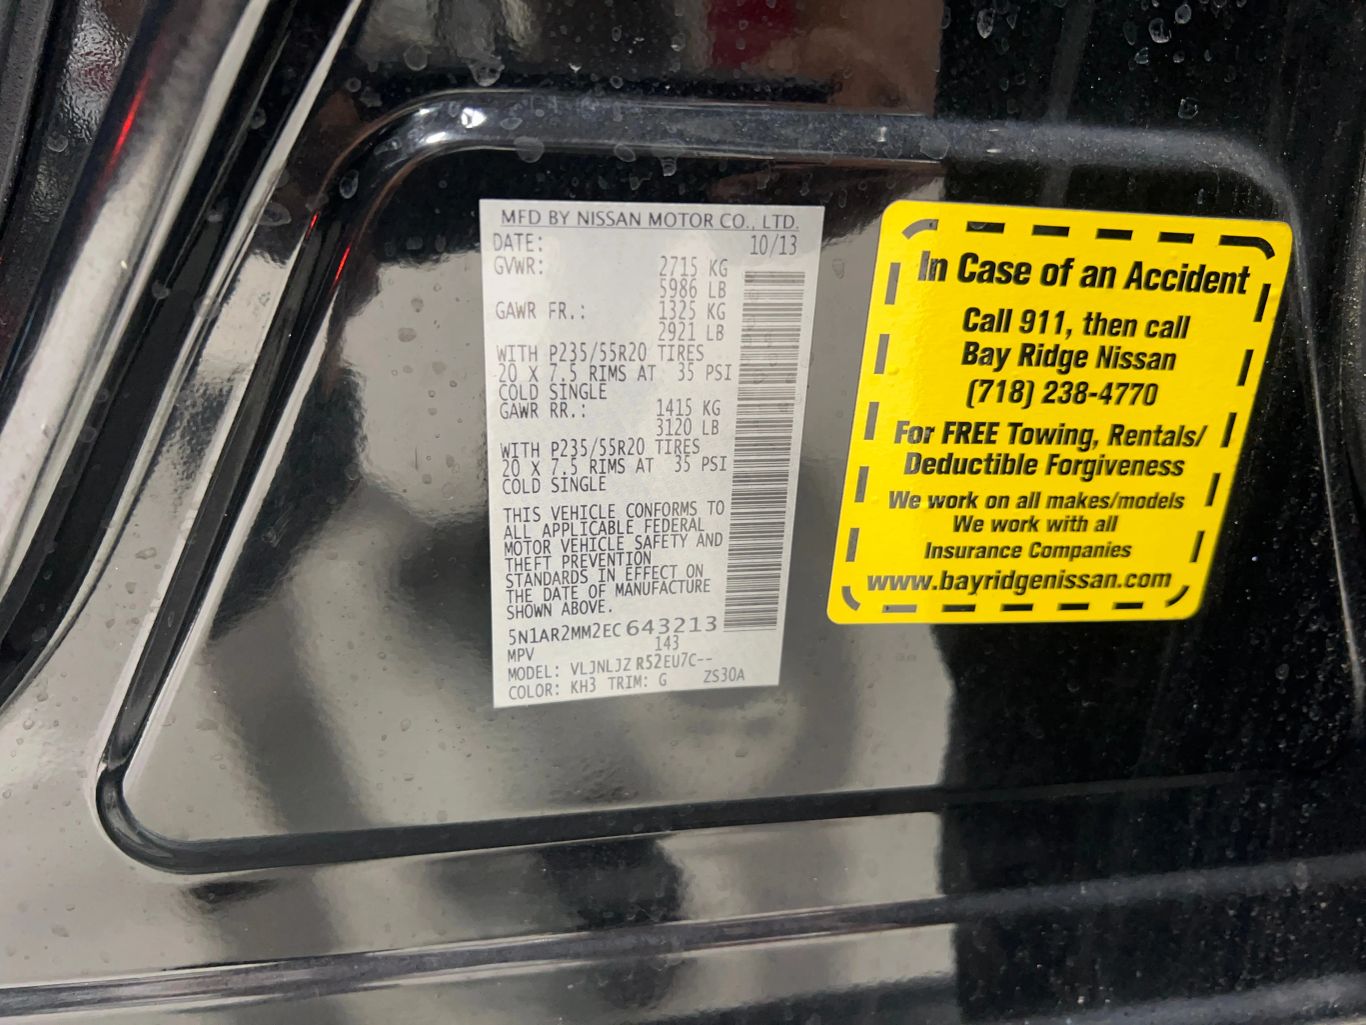 MFD BY NISSAN MOTOR CO., LTD.
DATE: 10/13
GVWR: 2715 KG
5986 LB
GAWR FR.: 1325 KG
2921 LB
WITH P235/55R20 TIRES
20 X 7.5 RIMS AT 35 PSI
COLD SINGLE
GAWR RR.: 1415 KG
3120 LB
WITH P235/55R20 TIRES
20 X 7.5 RIMS AT 35 PSI
COLD SINGLE
THIS VEHICLE CONFORMS TO
ALL APPLICABLE FEDERAL
MOTOR VEHICLE SAFETY AND
THEFT PREVENTION
STANDARDS IN EFFECT ON
THE DATE OF MANUFACTURE
SHOWN ABOVE.
5N1AR2MM2EC643213
MPV 143
MODEL: VLJNLJZ R52EU7C--
COLOR: KH3 TRIM: G ZS30A
In Case of an Accident
Call 911, then call
Bay Ridge Nissan
(718) 238-4770
For FREE Towing, Rentals/
Deductible Forgiveness
We work on all makes/models
We work with all
Insurance Companies
www.bayridgenissan.com